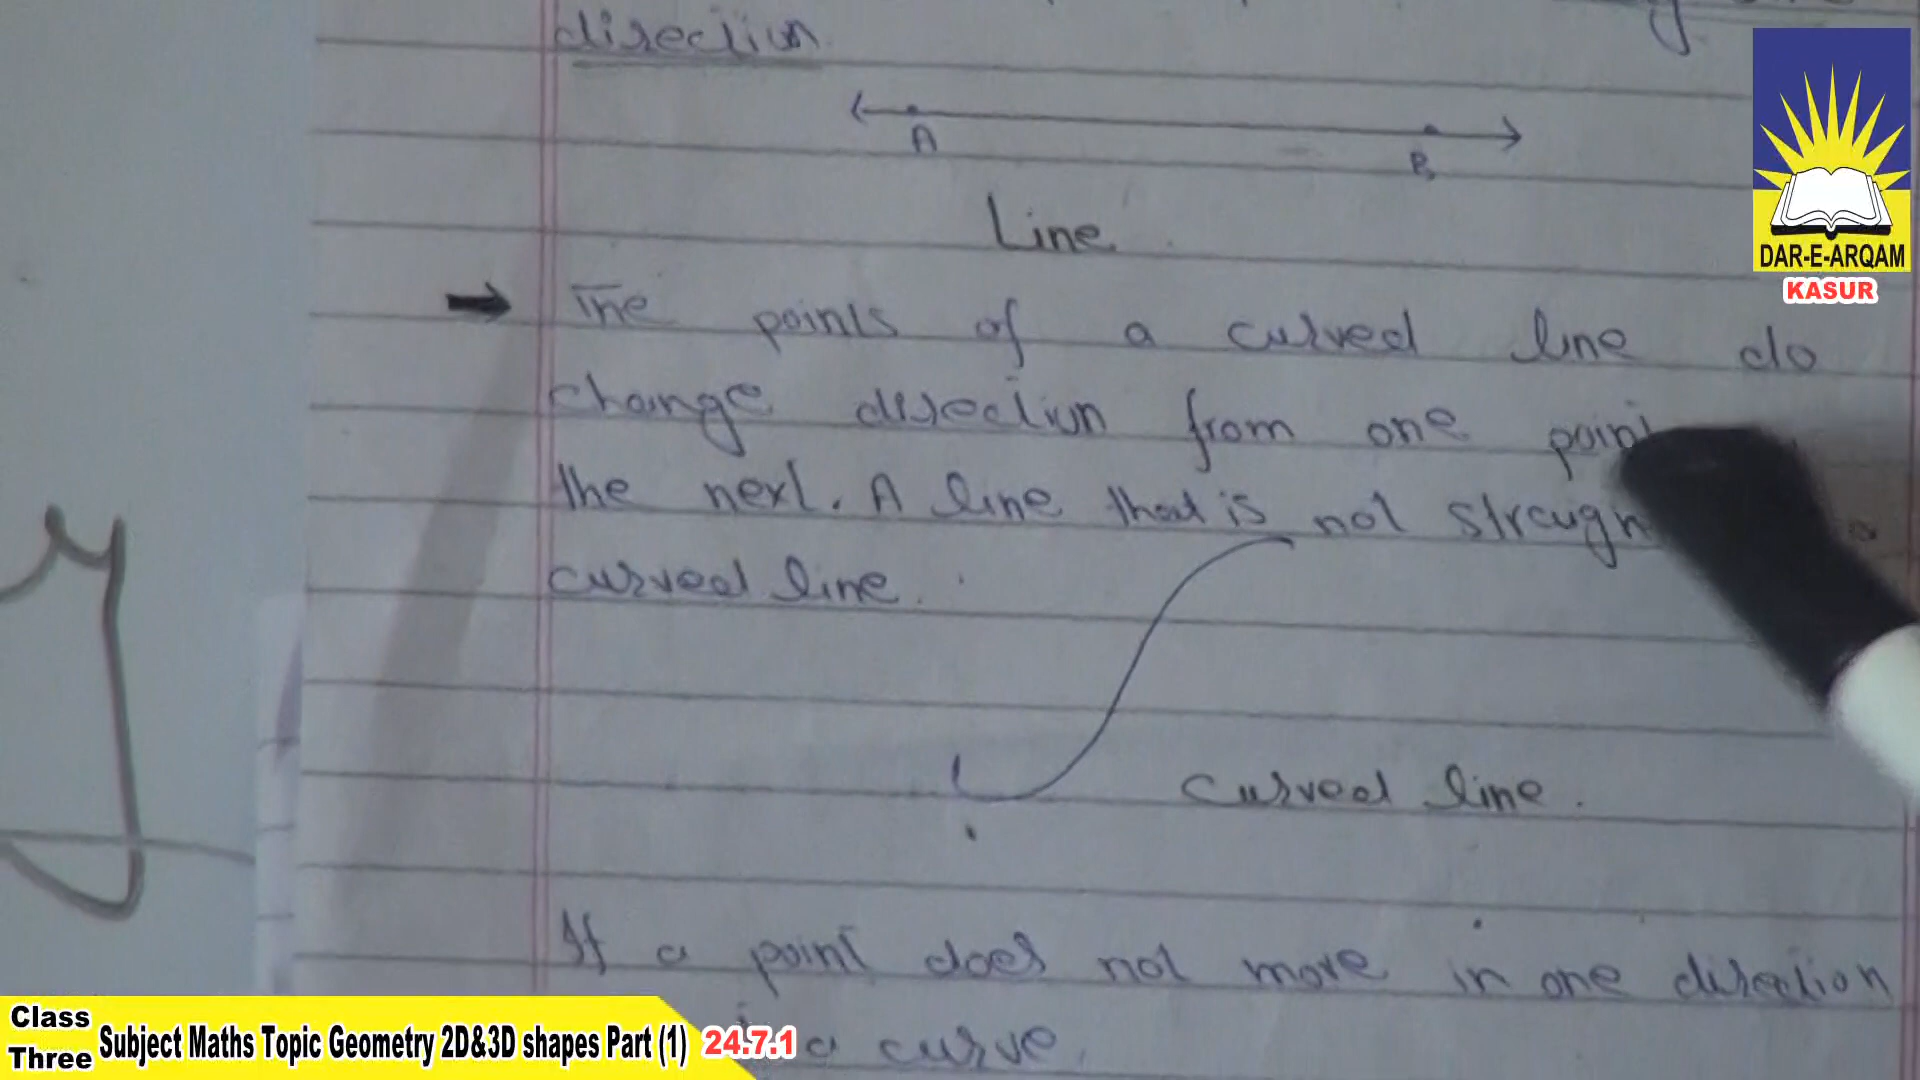 direction.
A
B
Line
The points of a curved line do
change direction from one point
the next. A line that is not a
curved line.
curved line.
If a point does not move in one direction
a curve.
DAR-E-ARQAM
KASUR
Class
Three
Subject Maths Topic Geometry 2D&3D shapes Part (1) 24.7.1